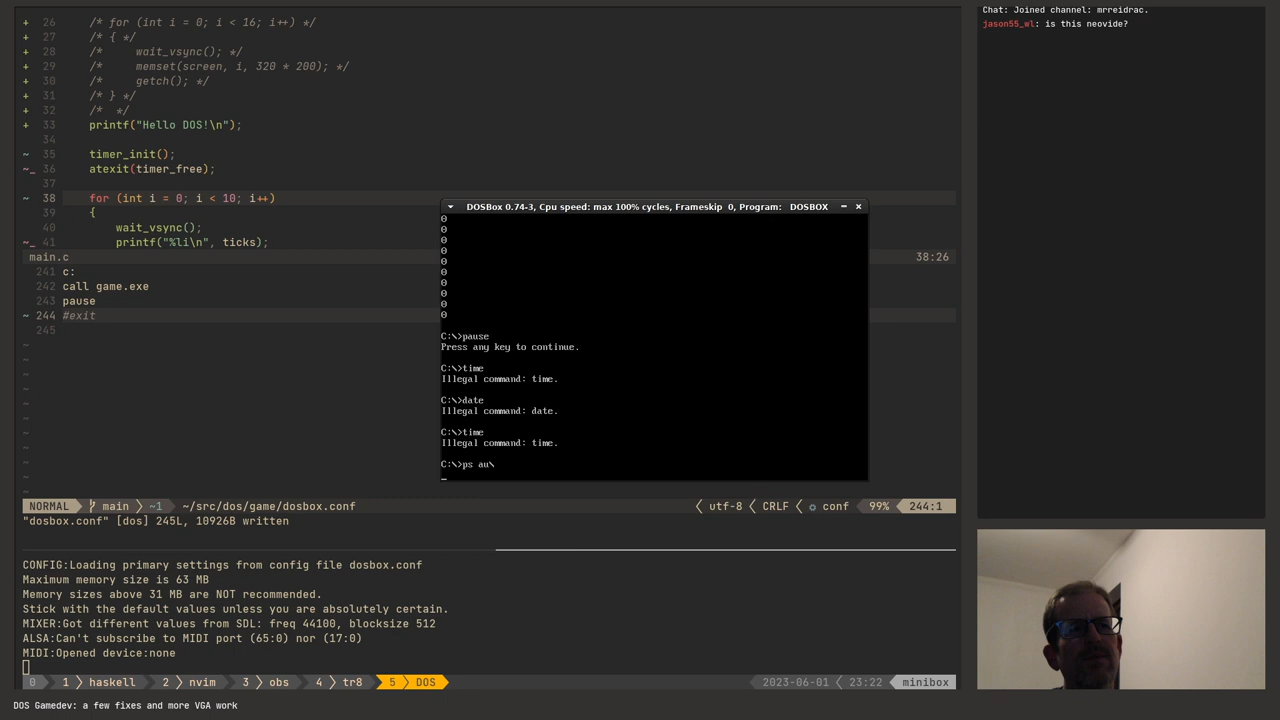 + 26 /* for (int i = 0; i < 16; i++) */
+ 27 /* { */
+ 28 /*     wait_vsync(); */
+ 29 /*     memset(screen, i, 320 * 200); */
+ 30 /*     getch(); */
+ 31 /* } */
+ 32 /*  */
+ 33 printf("Hello DOS!\n");
34
~ 35 timer_init();
~_ 36 atexit(timer_free);
37
~ 38 for (int i = 0; i < 10; i++)
39 {
40     wait_vsync();
~_ 41     printf("%li\n", ticks);
main.c 38:26
241 c:
242 call game.exe
243 pause
~ 244 #exit
245
~
~
~
~
~
~
~
~
~
~
~
NORMAL main ~1 ~/src/dos/game/dosbox.conf utf-8 CRLF conf 99% 244:1
"dosbox.conf" [dos] 245L, 10926B written
DOSBox 0.74-3, Cpu speed: max 100% cycles, Frameskip 0, Program: DOSBOX
0
0
0
0
0
0
0
0
0
0
C:\>pause
Press any key to continue.
C:\>time
Illegal command: time.
C:\>date
Illegal command: date.
C:\>time
Illegal command: time.
C:\>ps au\
_
CONFIG:Loading primary settings from config file dosbox.conf
Maximum memory size is 63 MB
Memory sizes above 31 MB are NOT recommended.
Stick with the default values unless you are absolutely certain.
MIXER:Got different values from SDL: freq 44100, blocksize 512
ALSA:Can't subscribe to MIDI port (65:0) nor (17:0)
MIDI:Opened device:none
0 1 haskell 2 nvim 3 obs 4 tr8 5 DOS 2023-06-01 23:22 minibox
DOS Gamedev: a few fixes and more VGA work
Chat: Joined channel: mrreidrac.
jason55_wl: is this neovide?